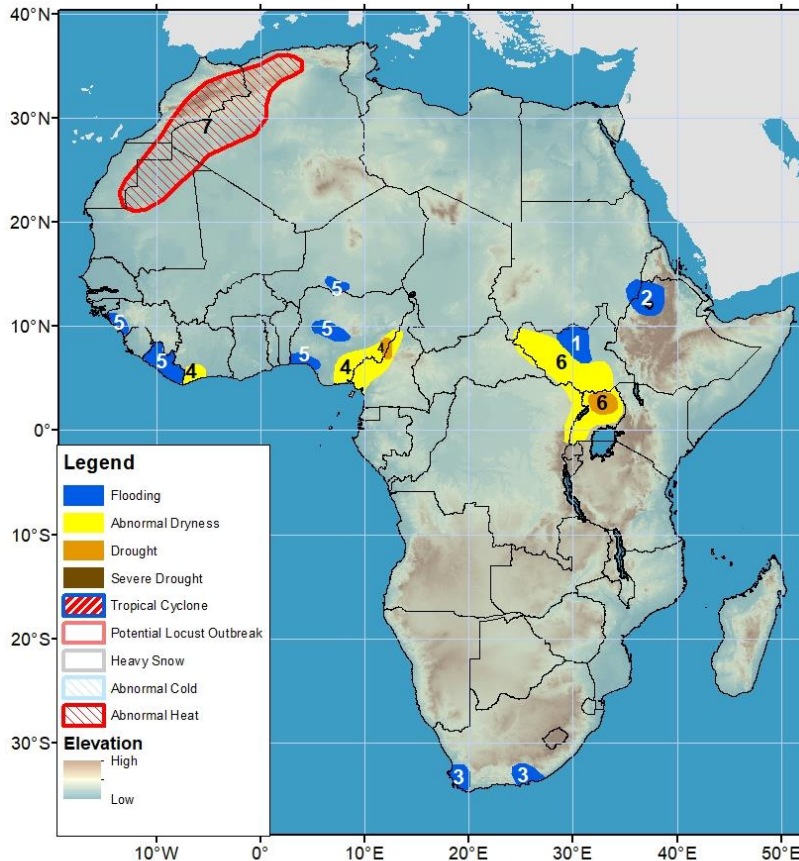 40°N
30°N
7
20°N
5
2
10°N
5
5
1
4
5
5
4
4
6
6
0°
Legend
Flooding
Abnormal Dryness
Drought
Severe Drought
Tropical Cyclone
Potential Locust Outbreak
Heavy Snow
Abnormal Cold
Abnormal Heat
Elevation
High
Low
10°S
20°S
30°S
3
3
10°W
0°
10°E
20°E
30°E
40°E
50°E